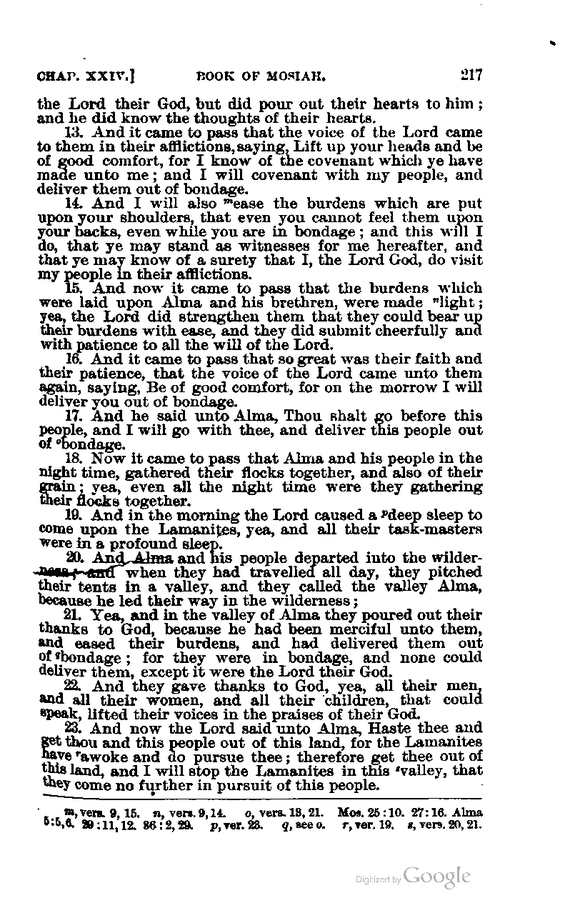 CHAP. XXIV.] BOOK OF MOSIAH. 217
the Lord their God, but did pour out their hearts to him;
and he did know the thoughts of their hearts.
13. And it came to pass that the voice of the Lord came
to them in their afflictions, saying, Lift up your heads and be
of good comfort, for I know of the covenant which ye have
made unto me; and I will covenant with my people, and
deliver them out of bondage.
14. And I will also ᵐease the burdens which are put
upon your shoulders, that even you cannot feel them upon
your backs, even while you are in bondage; and this will I
do, that ye may stand as witnesses for me hereafter, and
that ye may know of a surety that I, the Lord God, do visit
my people in their afflictions.
15. And now it came to pass that the burdens which
were laid upon Alma and his brethren, were made ⁿlight;
yea, the Lord did strengthen them that they could bear up
their burdens with ease, and they did submit cheerfully and
with patience to all the will of the Lord.
16. And it came to pass that so great was their faith and
their patience, that the voice of the Lord came unto them
again, saying, Be of good comfort, for on the morrow I will
deliver you out of bondage.
17. And he said unto Alma, Thou shalt go before this
people, and I will go with thee, and deliver this people out
of ᵒbondage.
18. Now it came to pass that Alma and his people in the
night time, gathered their flocks together, and also of their
grain; yea, even all the night time were they gathering
their flocks together.
19. And in the morning the Lord caused a ᵖdeep sleep to
come upon the Lamanites, yea, and all their task-masters
were in a profound sleep.
20. And Alma and his people departed into the wilder-
ness; and when they had travelled all day, they pitched
their tents in a valley, and they called the valley Alma,
because he led their way in the wilderness;
21. Yea, and in the valley of Alma they poured out their
thanks to God, because he had been merciful unto them,
and eased their burdens, and had delivered them out
of qbondage; for they were in bondage, and none could
deliver them, except it were the Lord their God.
22. And they gave thanks to God, yea, all their men,
and all their women, and all their children, that could
speak, lifted their voices in the praises of their God.
23. And now the Lord said unto Alma, Haste thee and
get thou and this people out of this land, for the Lamanites
have ʳawoke and do pursue thee; therefore get thee out of
this land, and I will stop the Lamanites in this ˢvalley, that
they come no further in pursuit of this people.
m, vers. 9, 15. n, vers. 9, 14. o, vers. 13, 21. Mos. 25:10. 27:16. Alma
5:5,6. 29:11,12. 36:2,29. p, ver. 23. q, see o. r, ver. 19. s, vers. 20, 21.
Digitized by Google